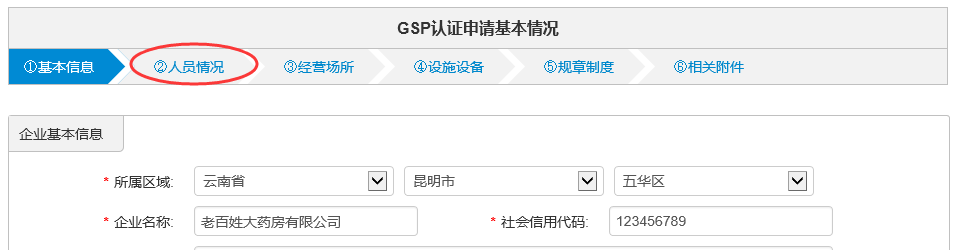 GSP认证申请基本情况
①基本信息 ②人员情况 ③经营场所 ④设施设备 ⑤规章制度 ⑥相关附件
企业基本信息
* 所属区域: 云南省 昆明市 五华区
* 企业名称: 老百姓大药房有限公司 * 社会信用代码: 123456789